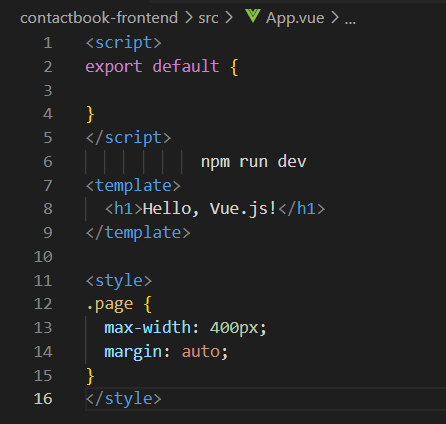 contactbook-frontend > src > App.vue > ...
1 <script>
2 export default {
3
4 }
5 </script>
6 npm run dev
7 <template>
8 <h1>Hello, Vue.js!</h1>
9 </template>
10
11 <style>
12 .page {
13 max-width: 400px;
14 margin: auto;
15 }
16 </style>